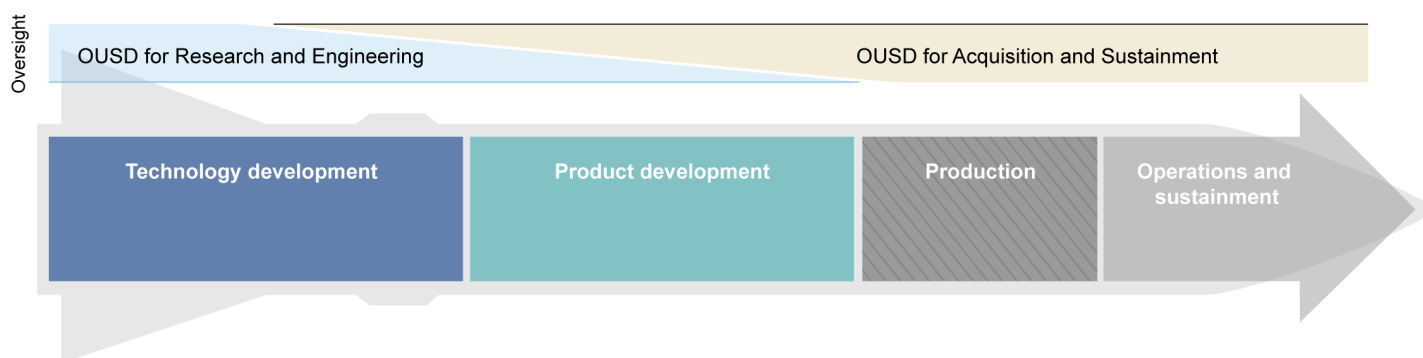 Oversight
OUSD for Research and Engineering
OUSD for Acquisition and Sustainment
Technology development
Product development
Production
Operations and
sustainment